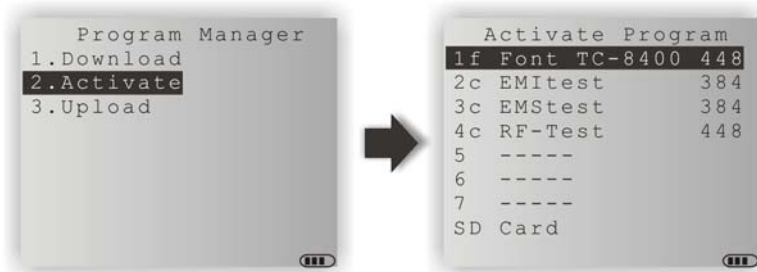 Program Manager
1.Download
2.Activate
3.Upload
Activate Program
1f Font TC-8400 448
2c EMItest 384
3c EMStest 384
4c RF-Test 448
5 -----
6 -----
7 -----
SD Card